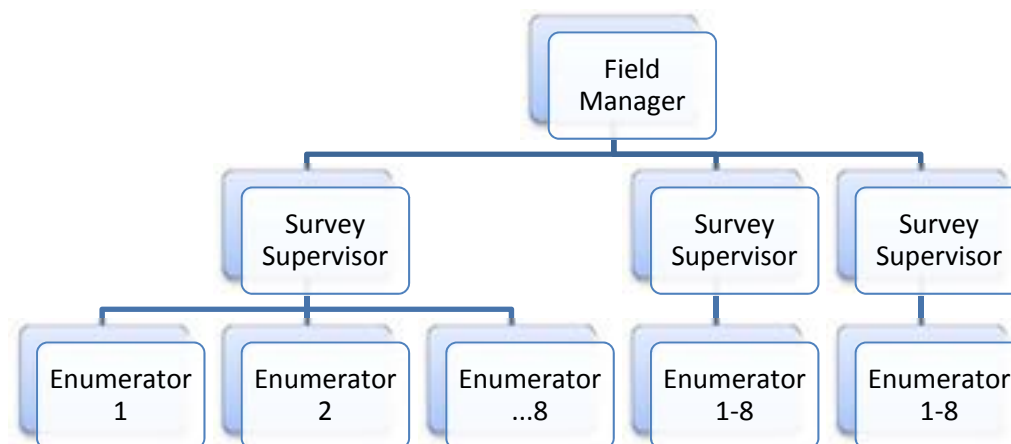 Field
Manager
Survey
Supervisor
Survey
Supervisor
Survey
Supervisor
Enumerator
1
Enumerator
2
Enumerator
...8
Enumerator
1-8
Enumerator
1-8